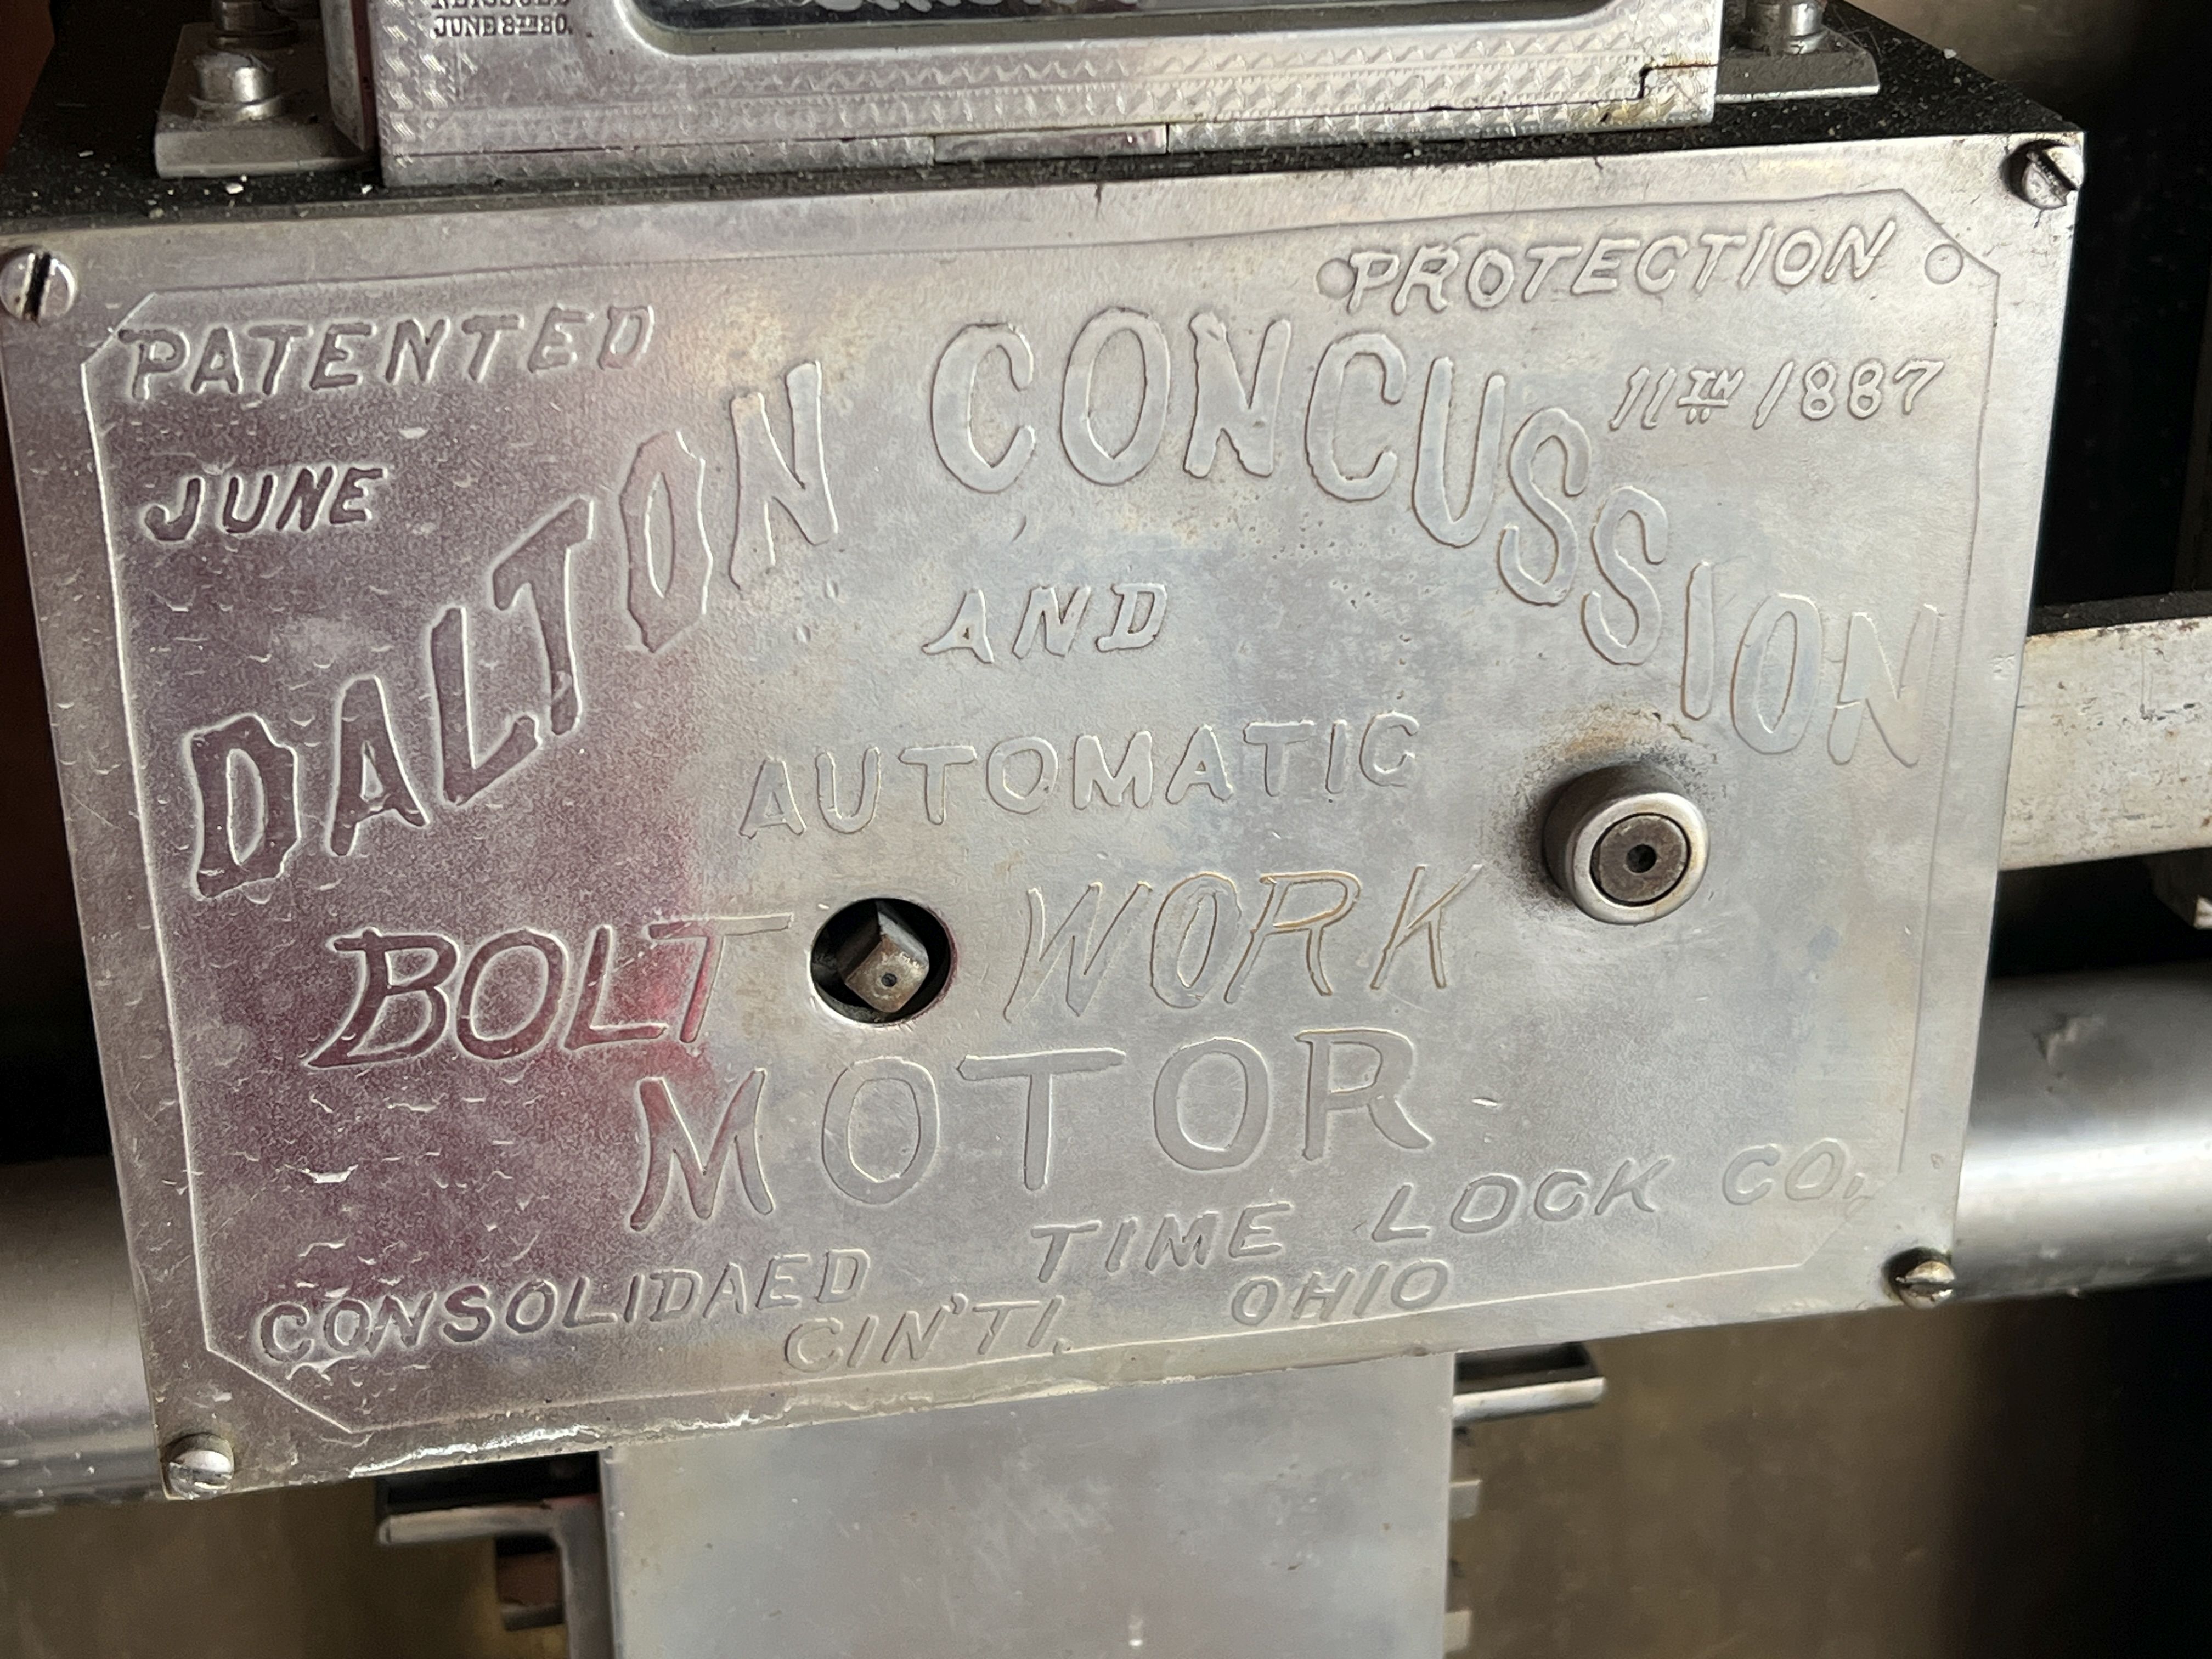 JUNE 8TH 80.
PATENTED PROTECTION
JUNE 11TH 1887
DALTON CONCUSSION
AND
AUTOMATIC
BOLT WORK
MOTOR
CONSOLIDAED TIME LOCK CO.
CIN'TI. OHIO